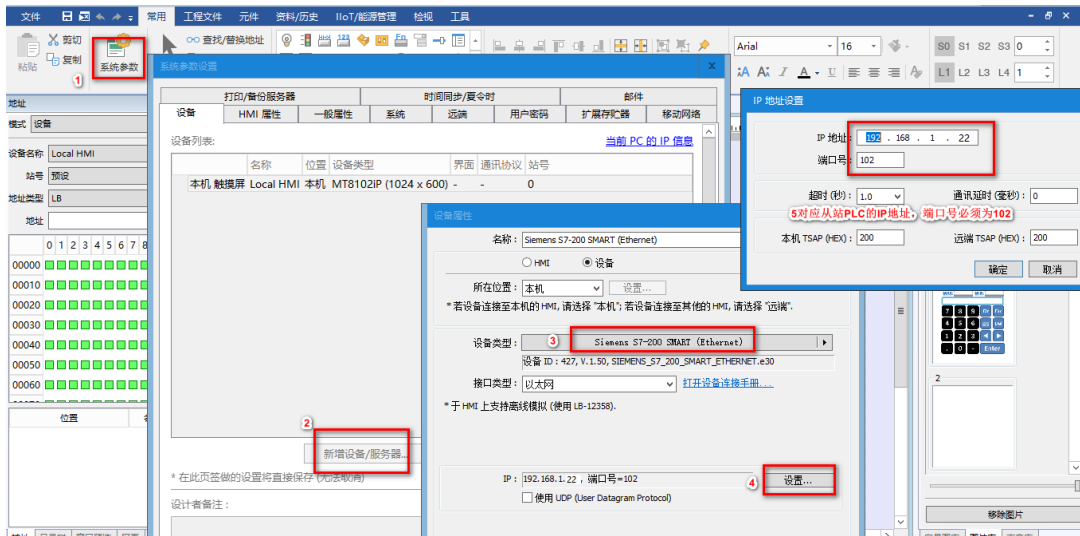 文件 常用 工程文件 元件 资料/历史 IIoT/能源管理 检视 工具
剪切
复制
粘贴
系统参数
1
查找/替换地址
Arial 16
S0 S1 S2 S3 0
L1 L2 L3 L4 1
地址
模式 设备
设备名称 Local HMI
站号 预设
地址类型 LB
地址
0 1 2 3 4 5 6 7 8
00000
00010
00020
00030
00040
00050
00060
位置
系统参数设置 x
打印/备份服务器 时间同步/夏令时 邮件
设备 HMI 属性 一般属性 系统 远端 用户密码 扩展存贮器 移动网络
设备列表: 当前 PC 的 IP 信息
名称 位置 设备类型 界面 通讯协议 站号
本机 触摸屏 Local HMI 本机 MT8102iP (1024 x 600) - - 0
2
新增设备/服务器...
* 在此页签做的设置将直接保存 (无法取消)
设计者备注 :
设备属性
名称 : Siemens S7-200 SMART (Ethernet)
HMI 设备
所在位置 : 本机 设置...
* 若设备连接至本机的 HMI, 请选择 "本机"; 若设备连接至其他的 HMI, 请选择 "远端".
设备类型 : 3 Siemens S7-200 SMART (Ethernet)
设备 ID : 427, V.1.50, SIEMENS_S7_200_SMART_ETHERNET.e30
接口类型 : 以太网 打开设备连接手册...
* 于 HMI 上支持离线模拟 (使用 LB-12358).
IP : 192.168.1.22 , 端口号=102 4 设置...
使用 UDP (User Datagram Protocol)
IP 地址设置
IP 地址: 192 . 168 . 1 . 22
端口号: 102
超时 (秒) : 1.0 通讯延时 (毫秒) : 0
5对应从站PLC的IP地址，端口号必须为102
本机 TSAP (HEX) : 200 远端 TSAP (HEX) : 200
确定 取消
7 8 9
4 5 6
1 2 3
. 0 - Enter
2
移除图片